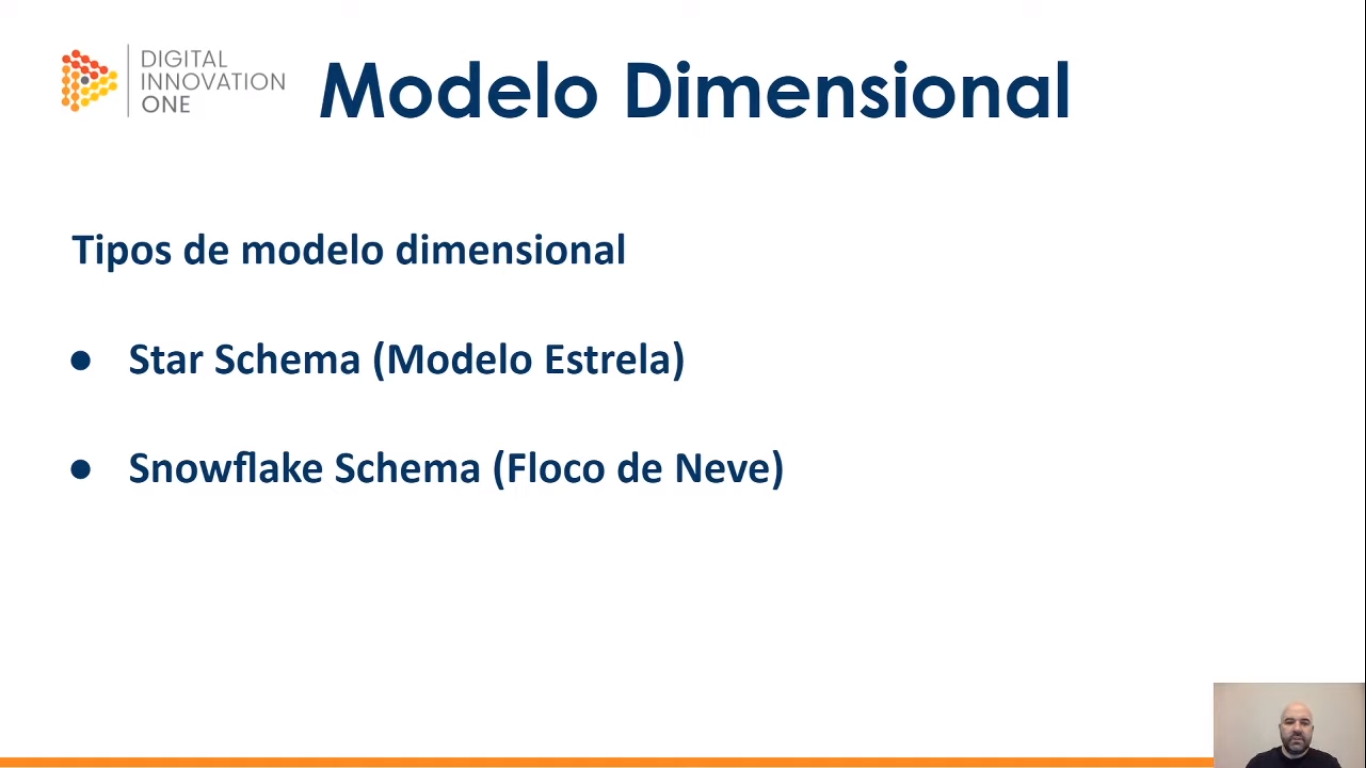 DIGITAL
INNOVATION
ONE
Modelo Dimensional
Tipos de modelo dimensional
● Star Schema (Modelo Estrela)
● Snowflake Schema (Floco de Neve)